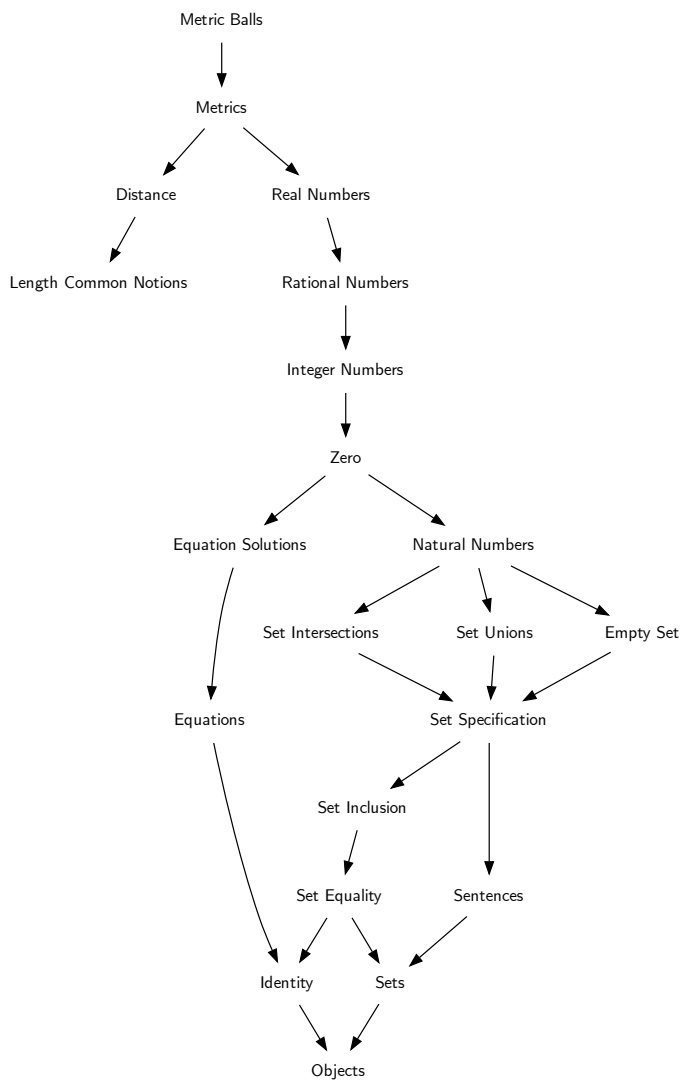 Metric Balls
Metrics
Distance
Real Numbers
Length Common Notions
Rational Numbers
Integer Numbers
Zero
Equation Solutions
Natural Numbers
Set Intersections
Set Unions
Empty Set
Equations
Set Specification
Set Inclusion
Set Equality
Sentences
Identity
Sets
Objects